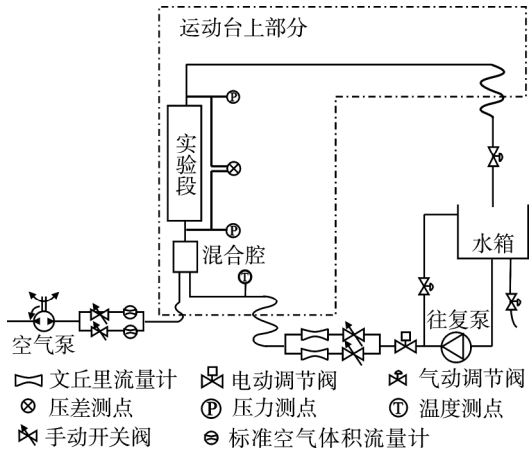 运动台上部分
P
实验段
P
混合腔
T
水箱
往复泵
空气泵
文丘里流量计
电动调节阀
气动调节阀
压差测点
P 压力测点
T 温度测点
手动开关阀
标准空气体积流量计